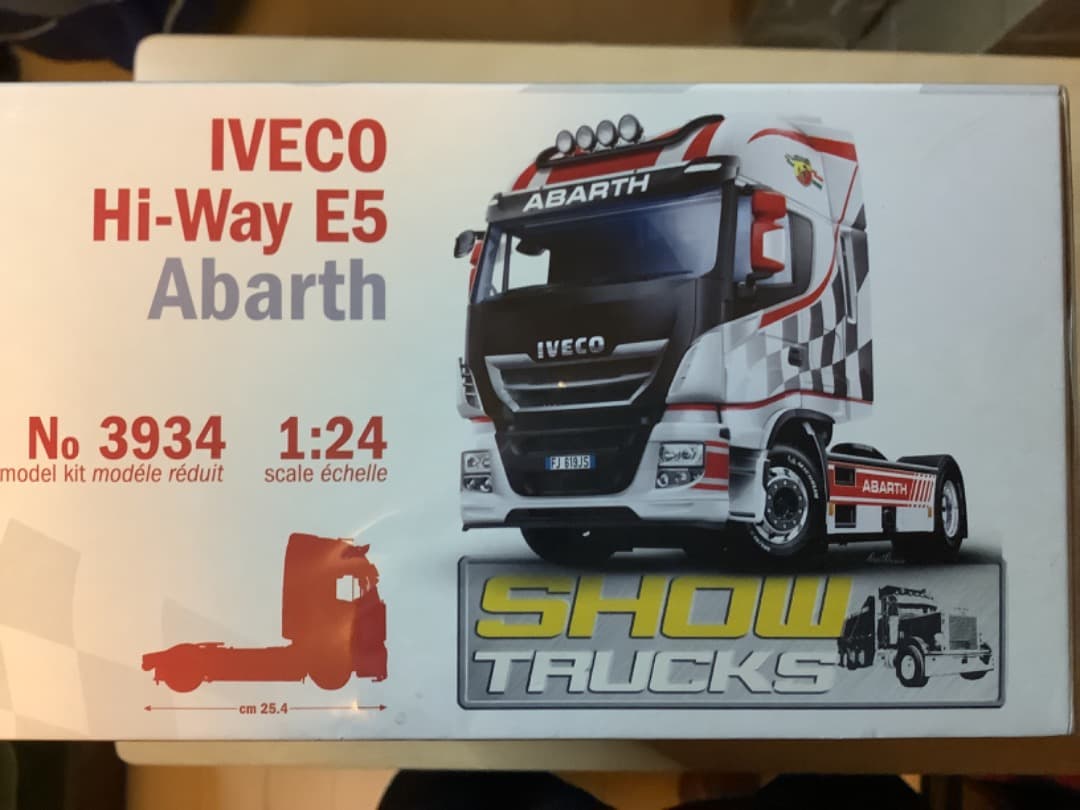 IVECO
Hi-Way E5
Abarth
No 3934
model kit modéle réduit
1:24
scale échelle
cm 25.4
ABARTH
IVECO
FJ 619JS
ABARTH
SHOW
TRUCKS